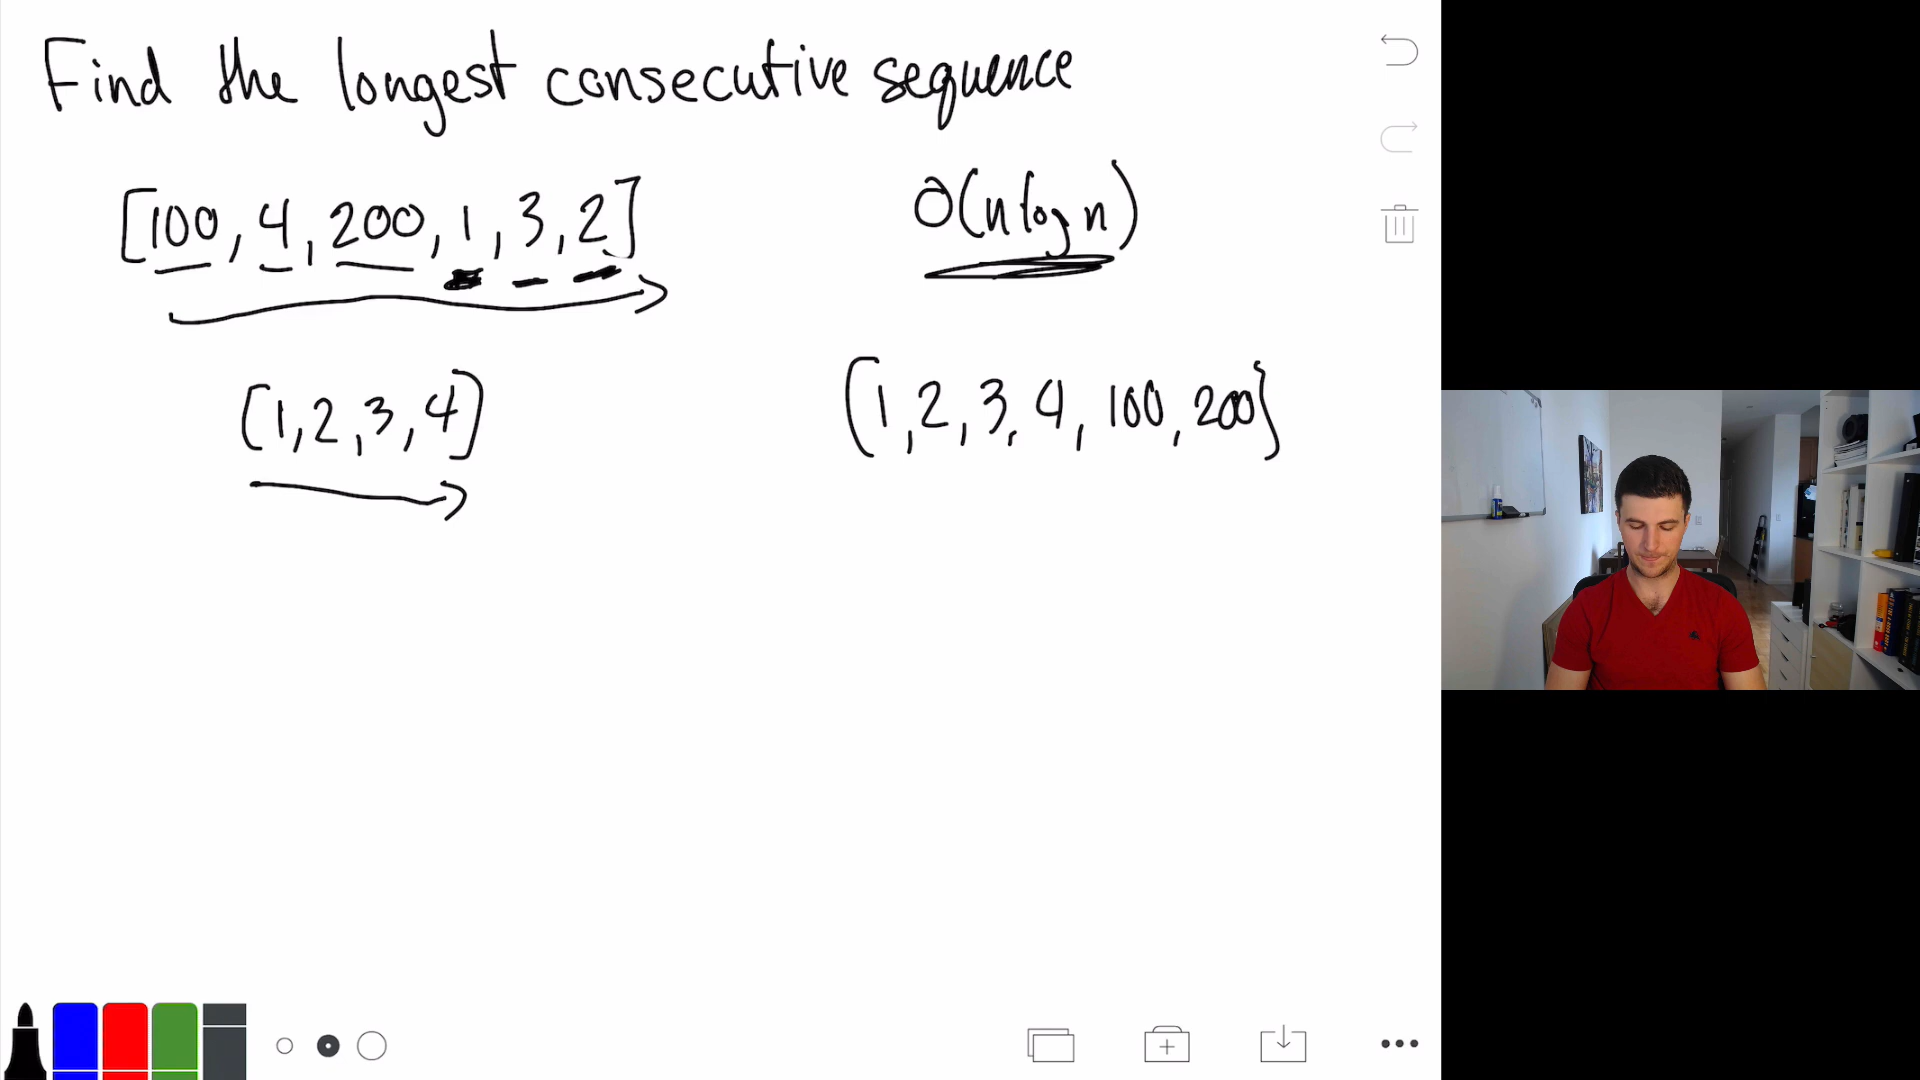 Find the longest consecutive sequence
[100, 4, 200, 1, 3, 2]
O(n log n)
[1, 2, 3, 4]
[1, 2, 3, 4, 100, 200]